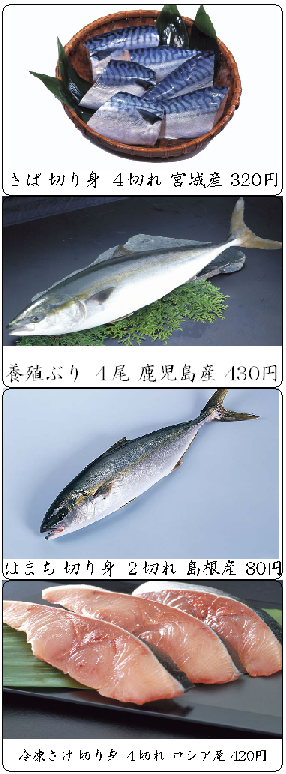 さば 切り身 4切れ 宮城産 320円
養殖ぶり 4尾 鹿児島産 430円
はまち 切り身 2切れ 島根産 80円
冷凍さけ 切り身 4切れ ロシア産 420円